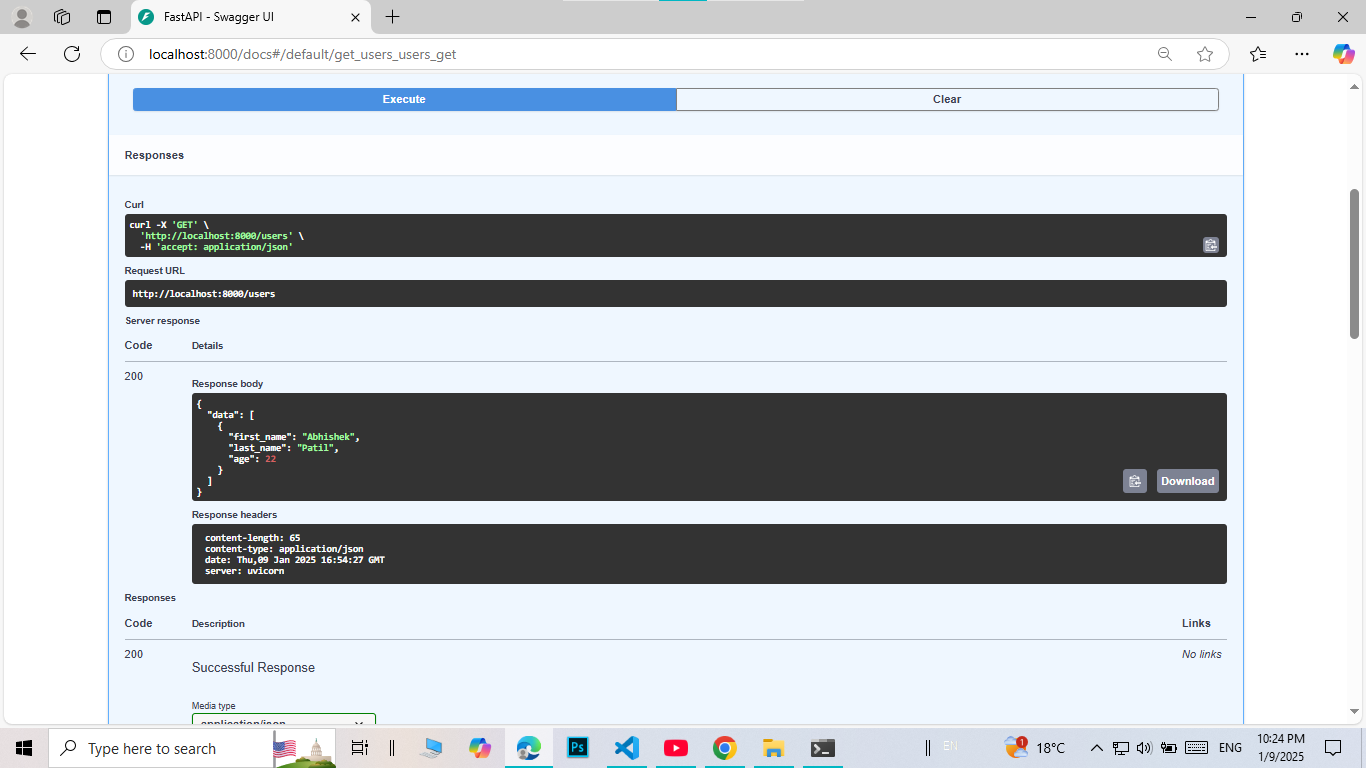 FastAPI - Swagger UI
localhost:8000/docs#/default/get_users_users_get
Execute
Clear
Responses
Curl
curl -X 'GET' \
'http://localhost:8000/users' \
-H 'accept: application/json'
Request URL
http://localhost:8000/users
Server response
Code Details
200
Response body
{
"data": [
{
"first_name": "Abhishek",
"last_name": "Patil",
"age": 22
}
]
}
Download
Response headers
content-length: 65
content-type: application/json
date: Thu,09 Jan 2025 16:54:27 GMT
server: uvicorn
Responses
Code Description Links
200
Successful Response
No links
Media type
application/json
Type here to search
Ps
EN
1
18°C
ENG
10:24 PM
1/9/2025